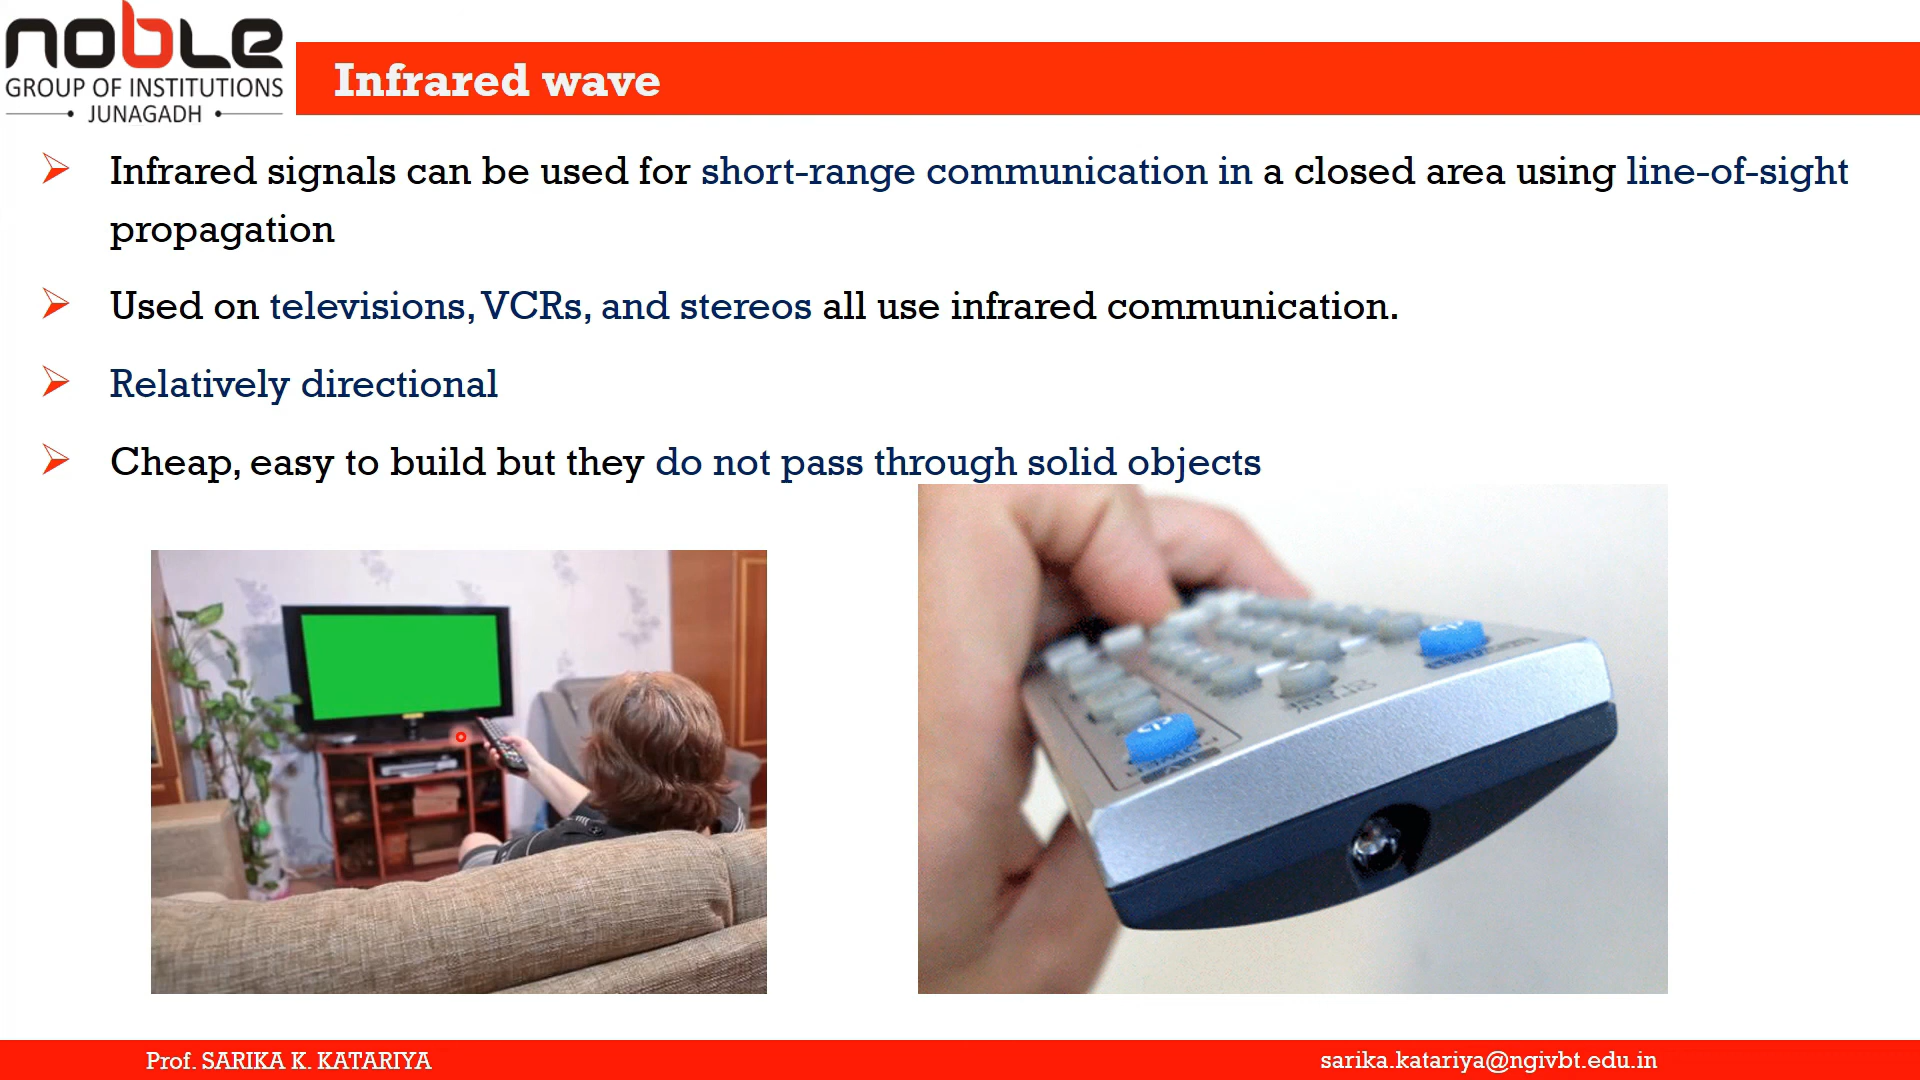 noble
GROUP OF INSTITUTIONS
JUNAGADH
Infrared wave
Infrared signals can be used for short-range communication in a closed area using line-of-sight
propagation
Used on televisions, VCRs, and stereos all use infrared communication.
Relatively directional
Cheap, easy to build but they do not pass through solid objects
POWER
Prof. SARIKA K. KATARIYA
sarika.katariya@ngivbt.edu.in